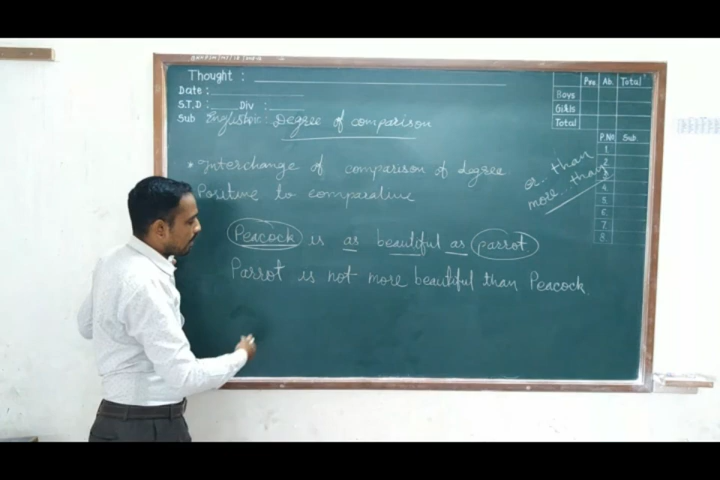 Thought :
Date :
S.T.D : Div :
Sub English Topic : Degree of comparison
* Interchange of comparison of degree.
Positive to comparative
Peacock is as beautiful as parrot
Parrot is not more beautiful than Peacock.
er... than
more... than
Pre. Ab. Total
Boys
Girls
Total
P.No Sub
1.
2.
3.
4.
5.
6.
7.
8.